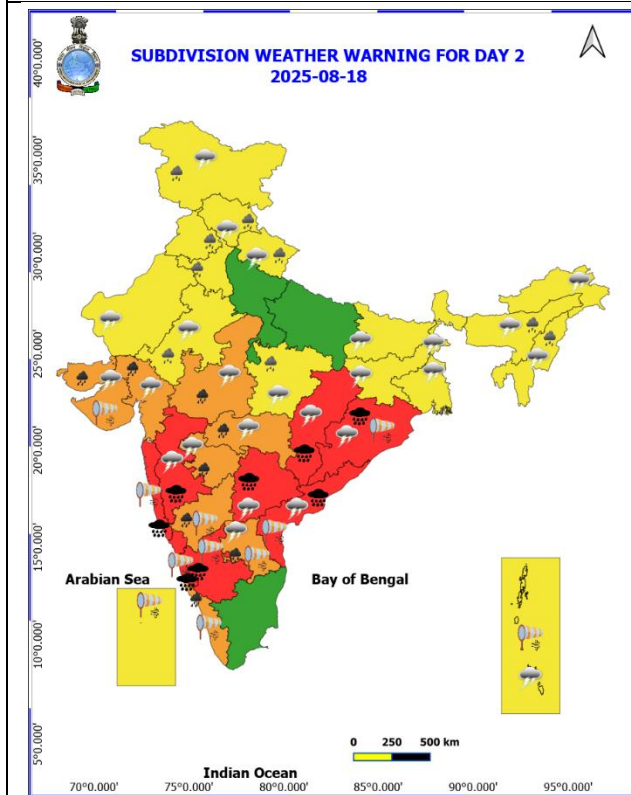 SUBDIVISION WEATHER WARNING FOR DAY 2
2025-08-18
40°0.000'
35°0.000'
30°0.000'
25°0.000'
20°0.000'
15°0.000'
10°0.000'
5°0.000'
Arabian Sea
Bay of Bengal
0 250 500 km
Indian Ocean
70°0.000' 75°0.000' 80°0.000' 85°0.000' 90°0.000' 95°0.000'